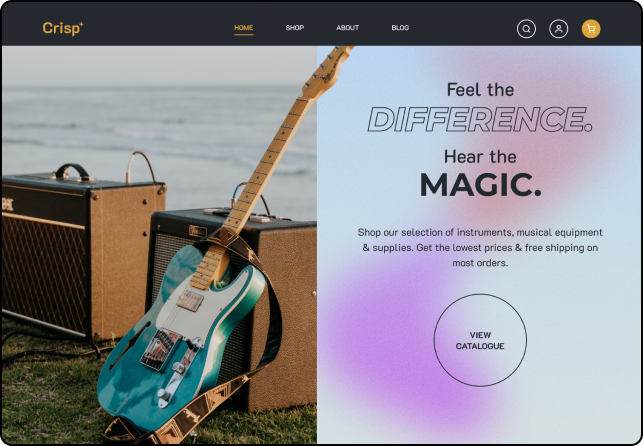 Crisp+
HOME SHOP ABOUT BLOG
Feel the
DIFFERENCE.
Hear the
MAGIC.
Shop our selection of instruments, musical equipment
& supplies. Get the lowest prices & free shipping on
most orders.
VIEW
CATALOGUE